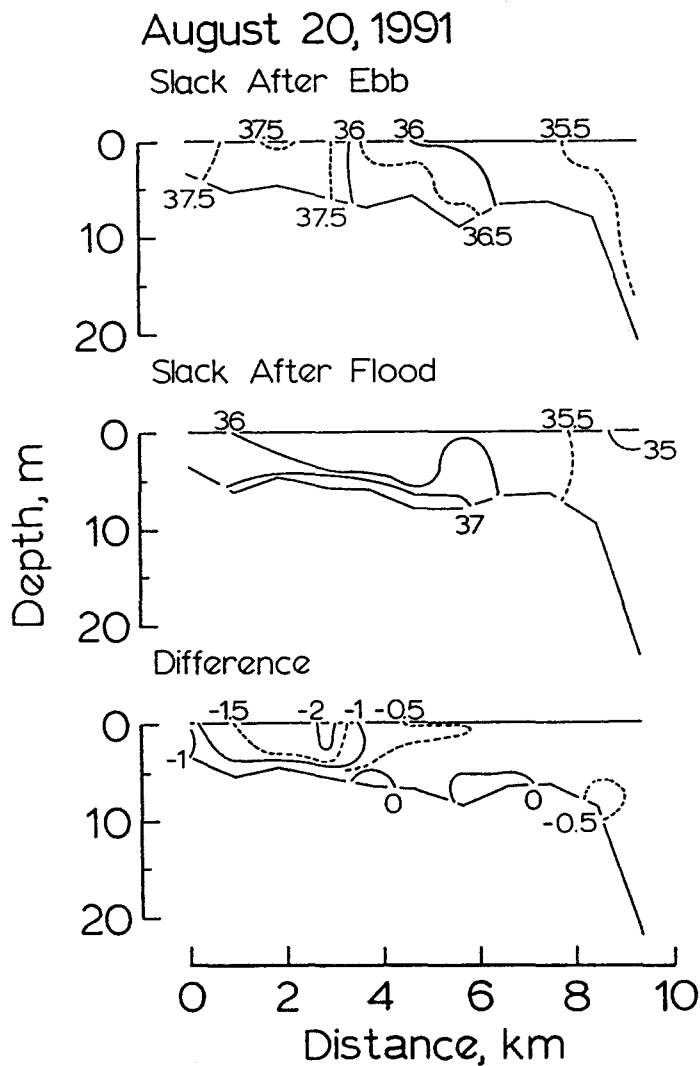 August 20, 1991
Slack After Ebb
37.5 36 36 35.5
0
37.5 37.5 36.5
10
20
Slack After Flood
36 35.5
0 35
37
10
20
Depth, m
Difference
-1.5 -2 -1 -0.5
0
-1
0 0
-0.5
10
20
0 2 4 6 8 10
Distance, km